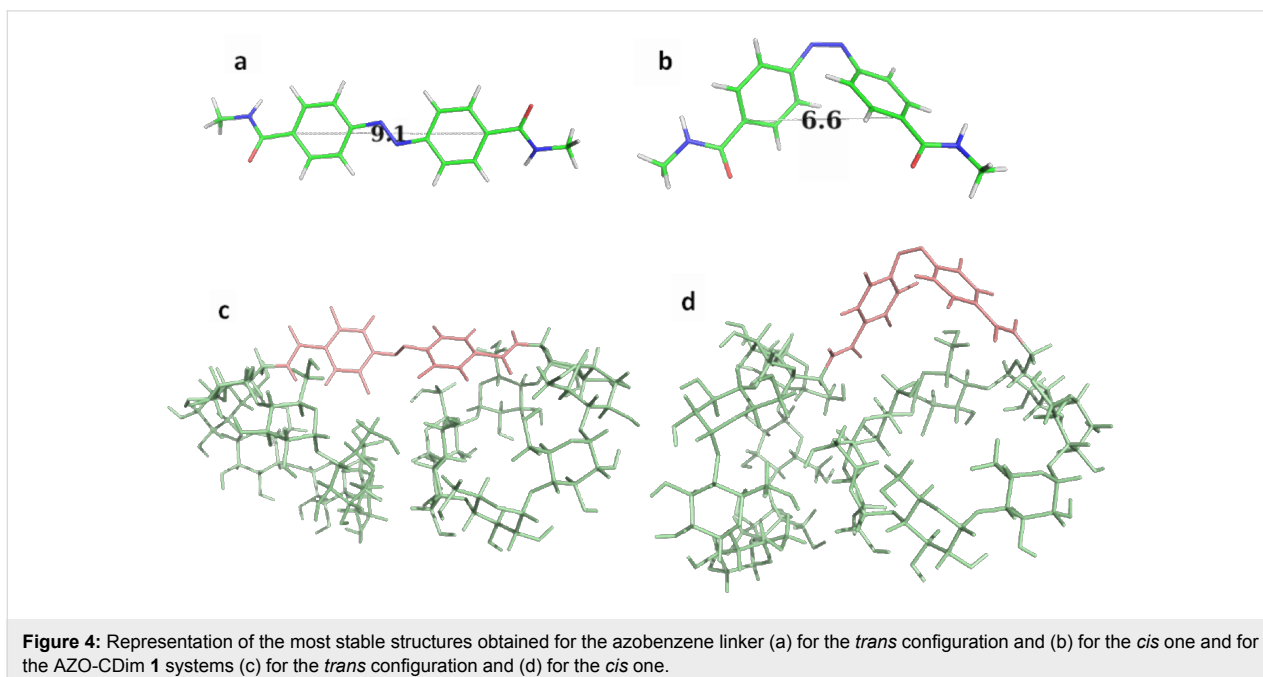 a
b
9.1
6.6
c
d
Figure 4: Representation of the most stable structures obtained for the azobenzene linker (a) for the trans configuration and (b) for the cis one and for
the AZO-CDim 1 systems (c) for the trans configuration and (d) for the cis one.